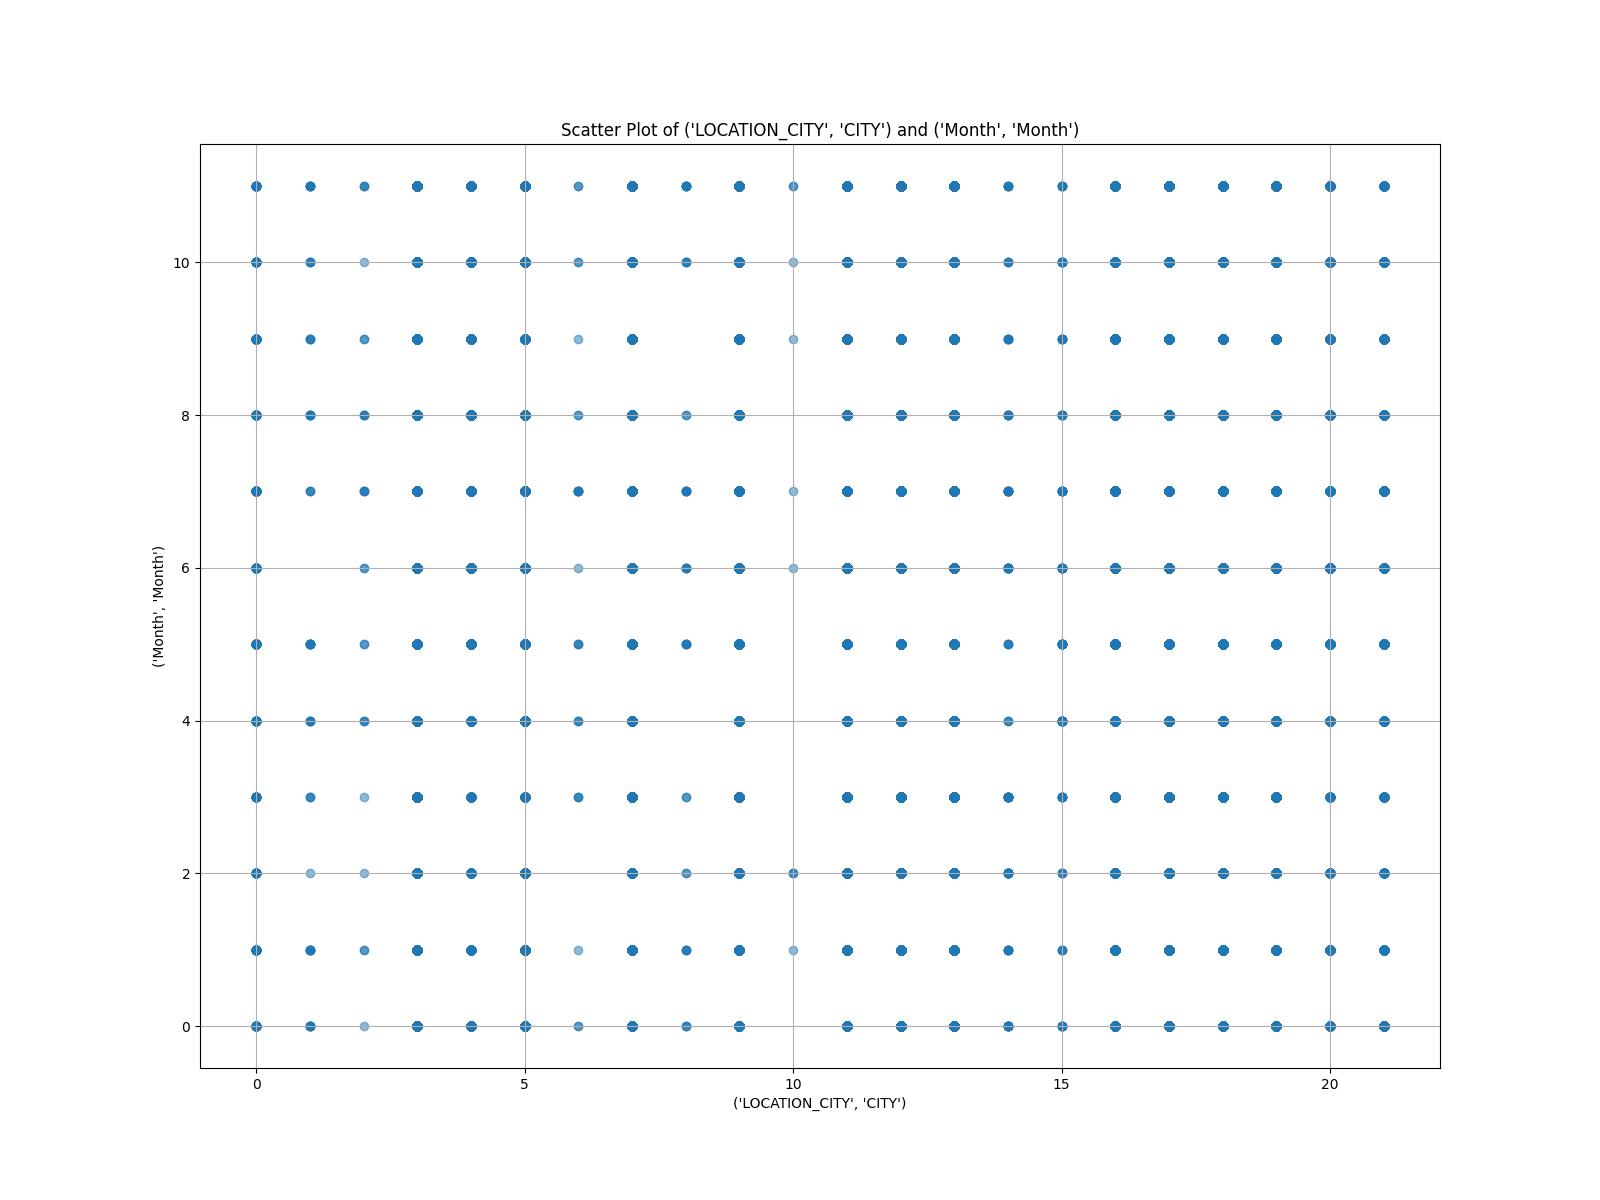 Scatter Plot of ('LOCATION_CITY', 'CITY') and ('Month', 'Month')
10
8
6
4
2
0
('Month', 'Month')
0 5 10 15 20
('LOCATION_CITY', 'CITY')